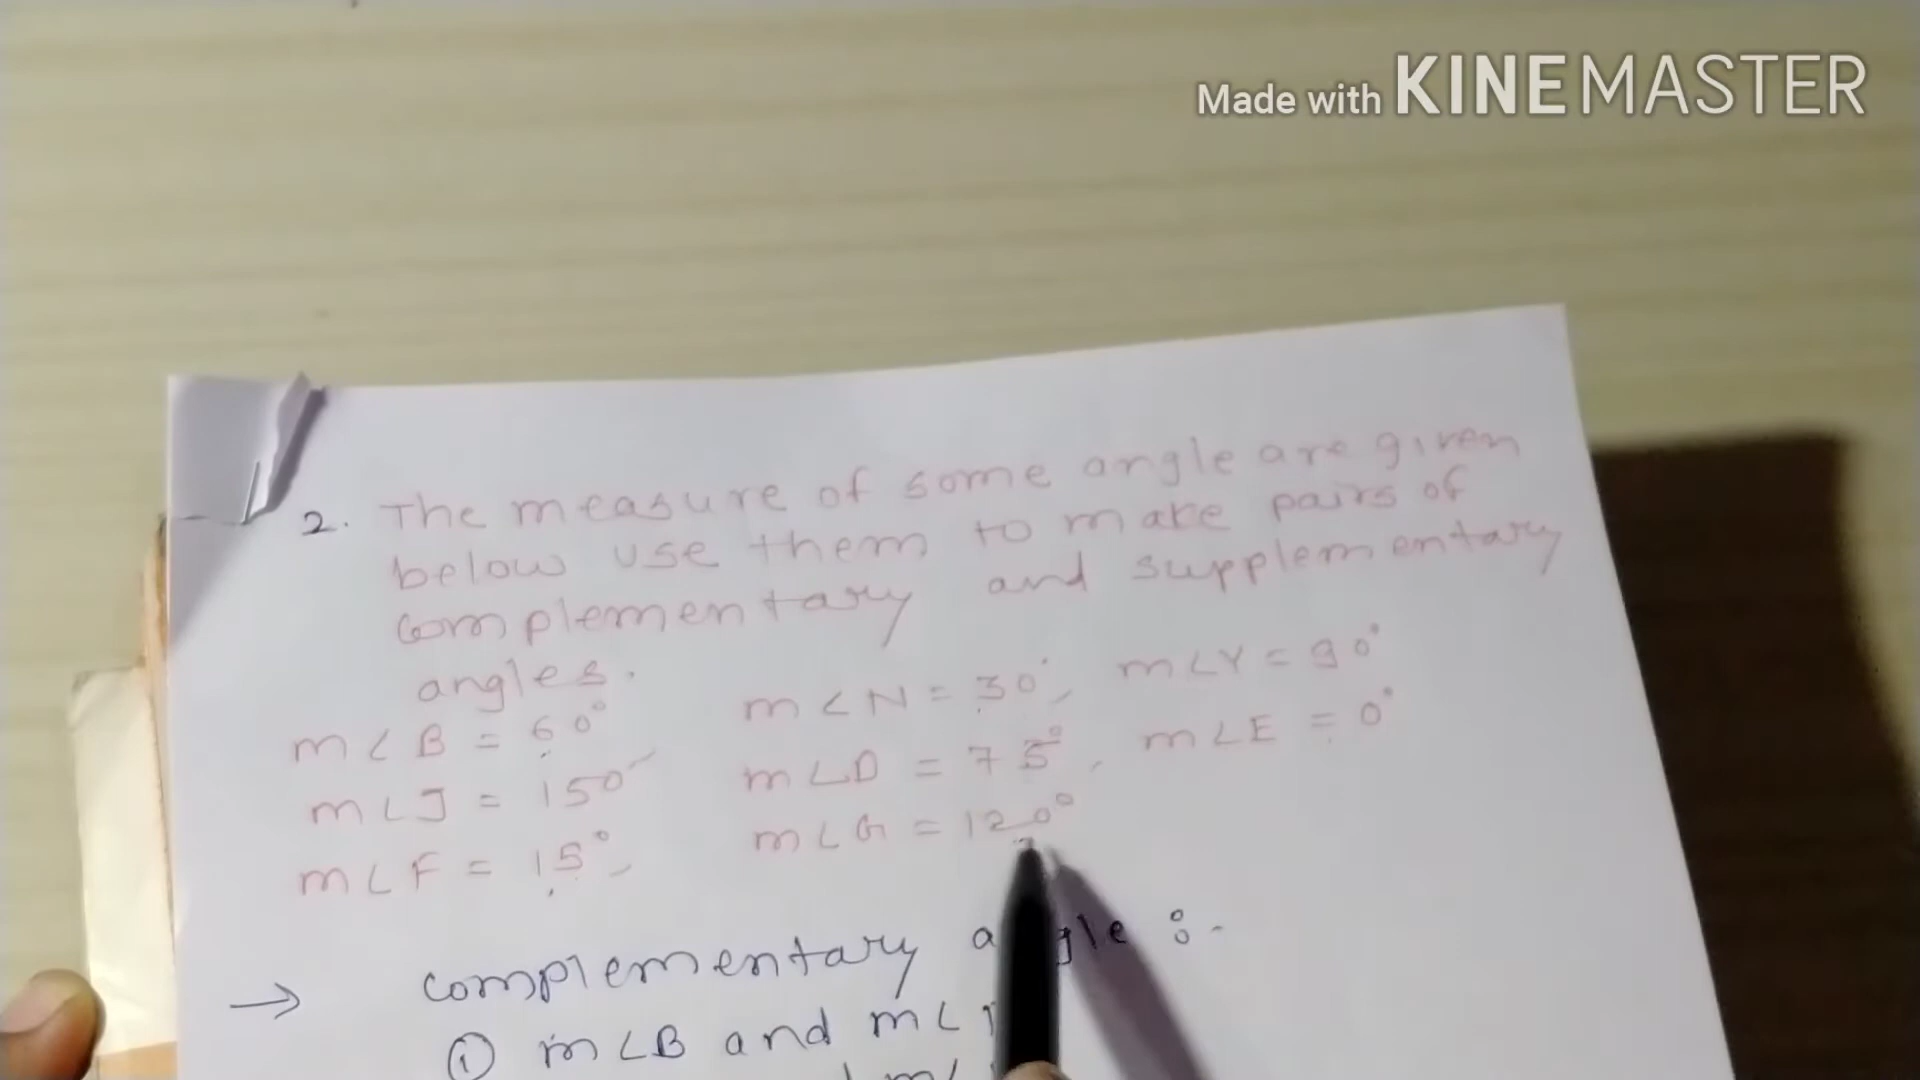 Made with KINEMASTER
2. The measure of some angle are given
below use them to make pairs of
complementary and supplementary
angles.
m∠B = 60° m∠N = 30°, m∠Y = 90°
m∠J = 150° m∠D = 75°, m∠E = 0°
m∠F = 15°, m∠G = 120°
→ complementary :-
① m∠B and m∠